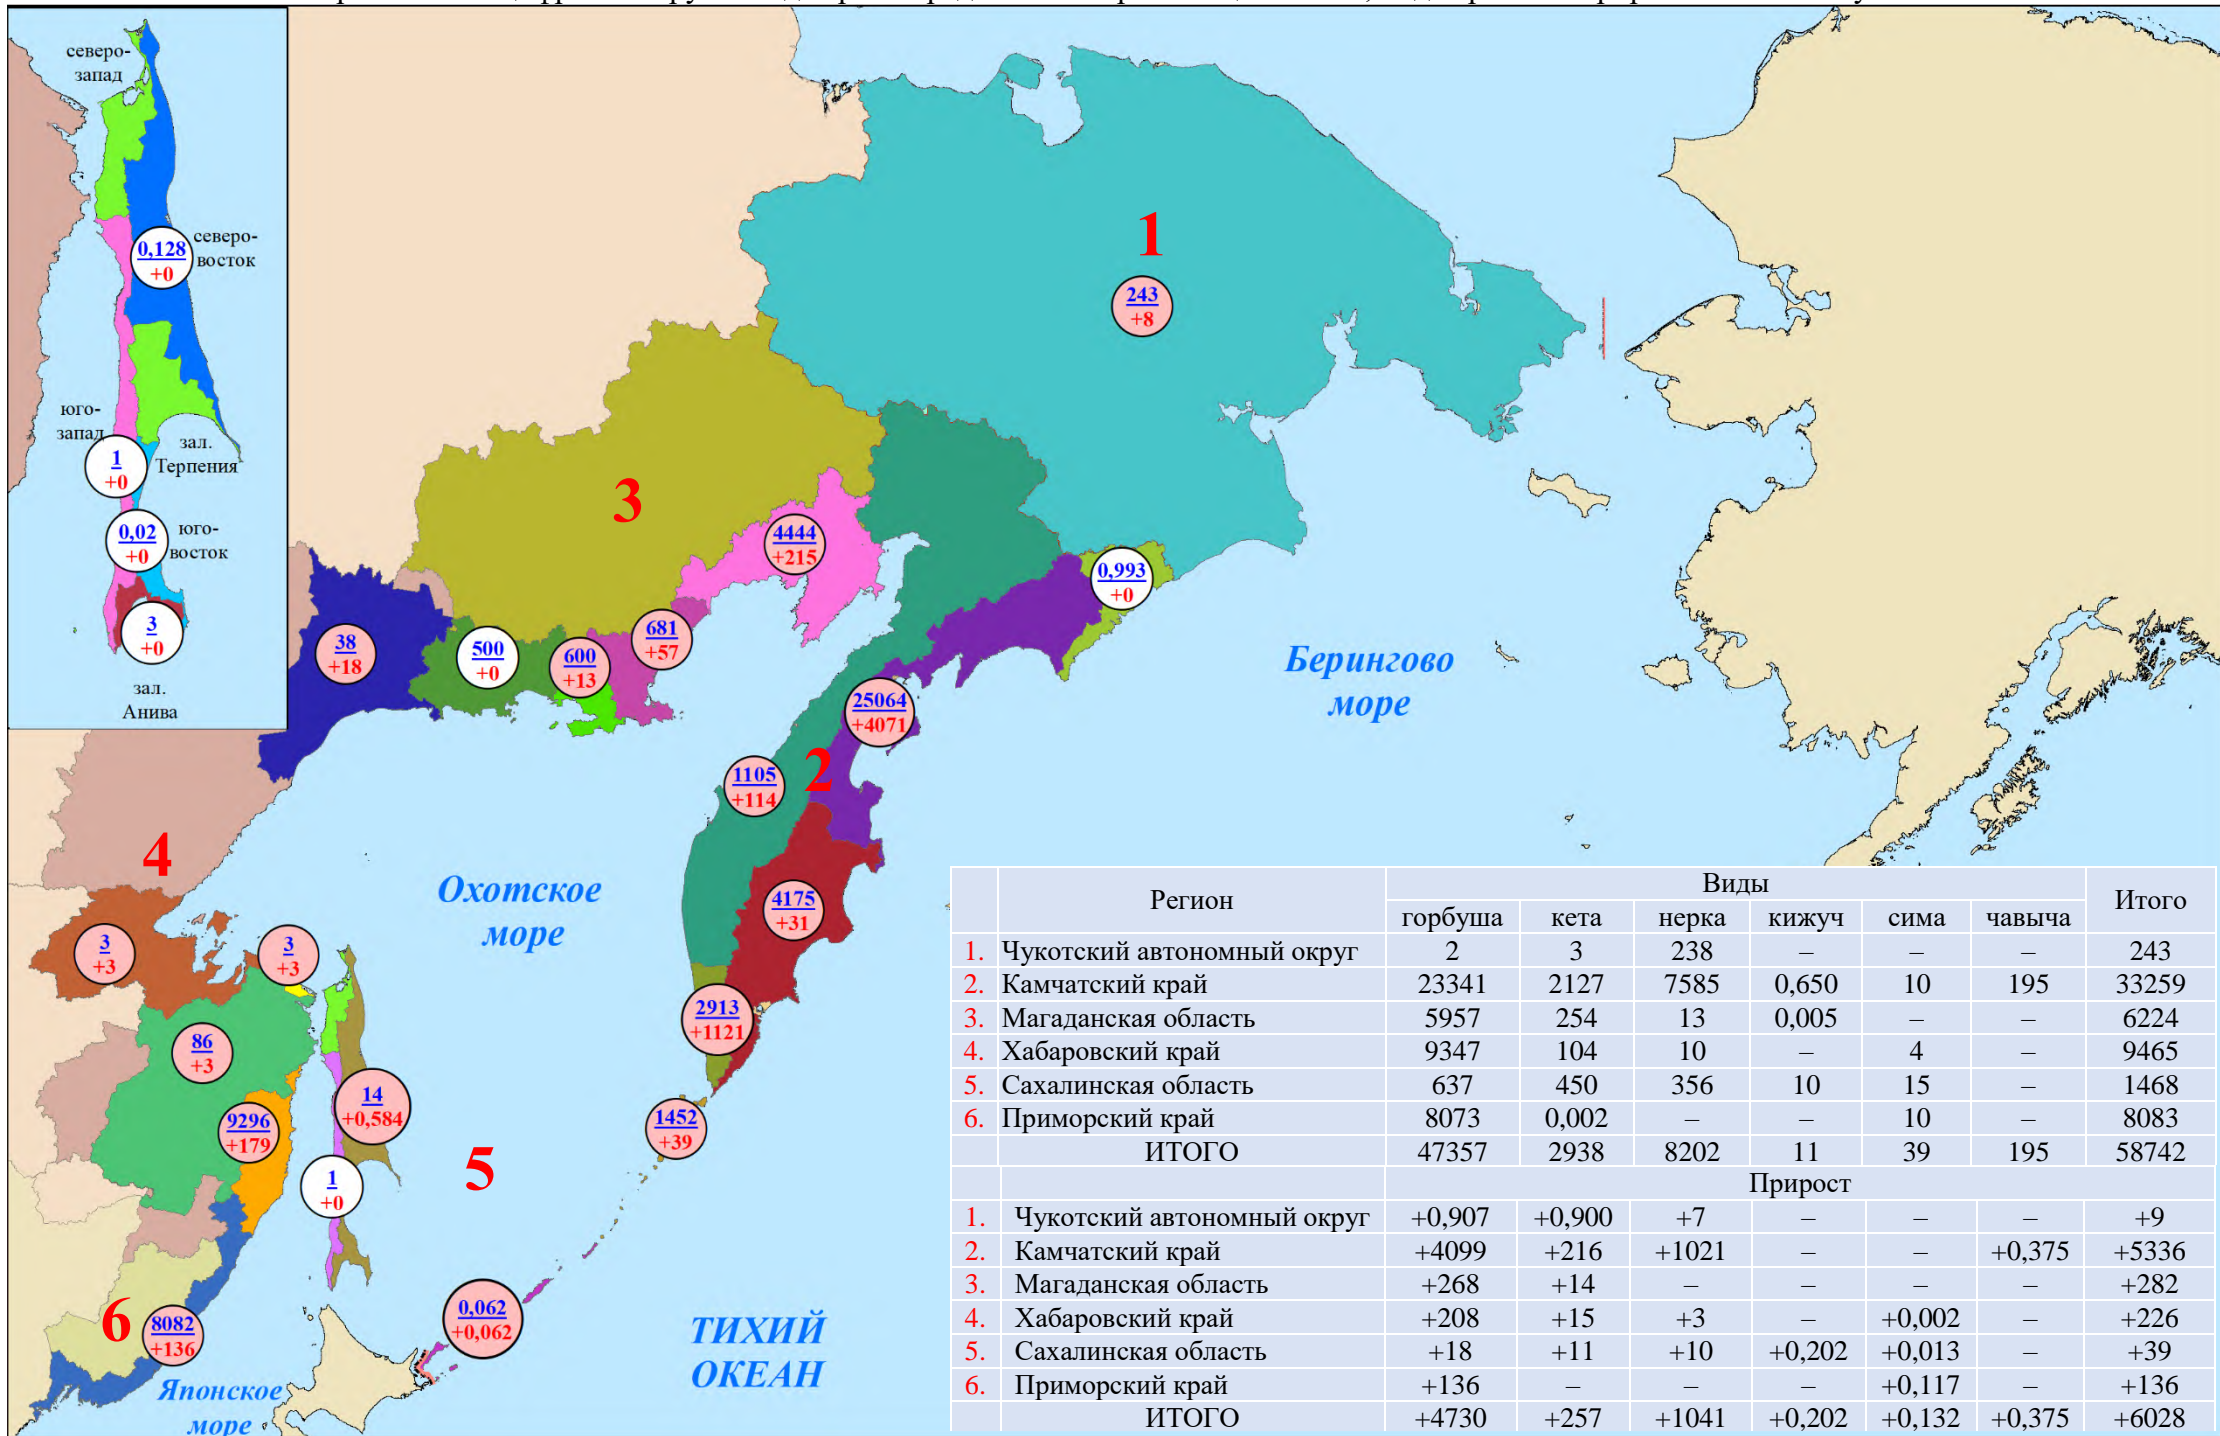 северо-
запад
0,128
+0
северо-
восток
юго-
запад
1
+0
зал.
Терпения
0,02
+0
юго-
восток
3
+0
зал.
Анива
1
243
+8
3
4444
+215
0,993
+0
38
+18
500
+0
600
+13
681
+57
25064
+4071
2
1105
+114
4175
+31
2913
+1121
1452
+39
Берингово
море
4
Охотское
море
3
+3
3
+3
86
+3
9296
+179
14
+0,584
1
+0
5
6
8082
+136
0,062
+0,062
Японское
море
ТИХИЙ
ОКЕАН
Регион Виды Итого
горбуша кета нерка кижуч сима чавыча
1. Чукотский автономный округ 2 3 238 – – – 243
2. Камчатский край 23341 2127 7585 0,650 10 195 33259
3. Магаданская область 5957 254 13 0,005 – – 6224
4. Хабаровский край 9347 104 10 – 4 – 9465
5. Сахалинская область 637 450 356 10 15 – 1468
6. Приморский край 8073 0,002 – – 10 – 8083
ИТОГО 47357 2938 8202 11 39 195 58742
Прирост
1. Чукотский автономный округ +0,907 +0,900 +7 – – – +9
2. Камчатский край +4099 +216 +1021 – – +0,375 +5336
3. Магаданская область +268 +14 – – – – +282
4. Хабаровский край +208 +15 +3 – +0,002 – +226
5. Сахалинская область +18 +11 +10 +0,202 +0,013 – +39
6. Приморский край +136 – – – +0,117 – +136
ИТОГО +4730 +257 +1041 +0,202 +0,132 +0,375 +6028